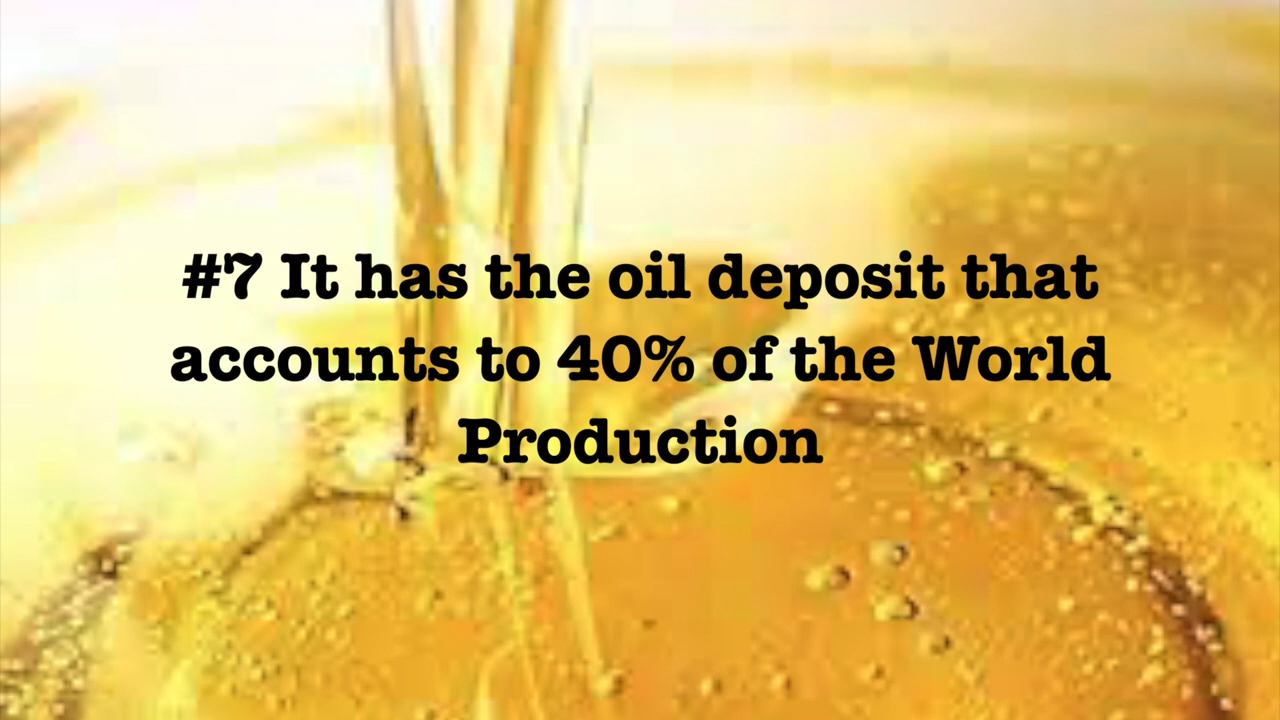 #7 It has the oil deposit that
accounts to 40% of the World
Production